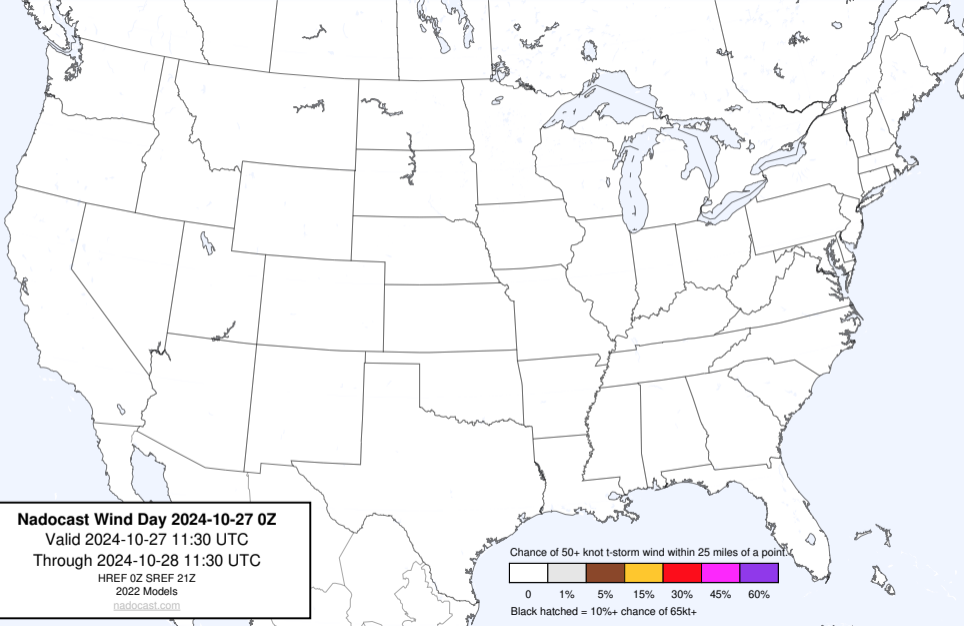 Nadocast Wind Day 2024-10-27 0Z
Valid 2024-10-27 11:30 UTC
Through 2024-10-28 11:30 UTC
HREF 0Z SREF 21Z
2022 Models
nadocast.com
Chance of 50+ knot t-storm wind within 25 miles of a point.
0 1% 5% 15% 30% 45% 60%
Black hatched = 10%+ chance of 65kt+